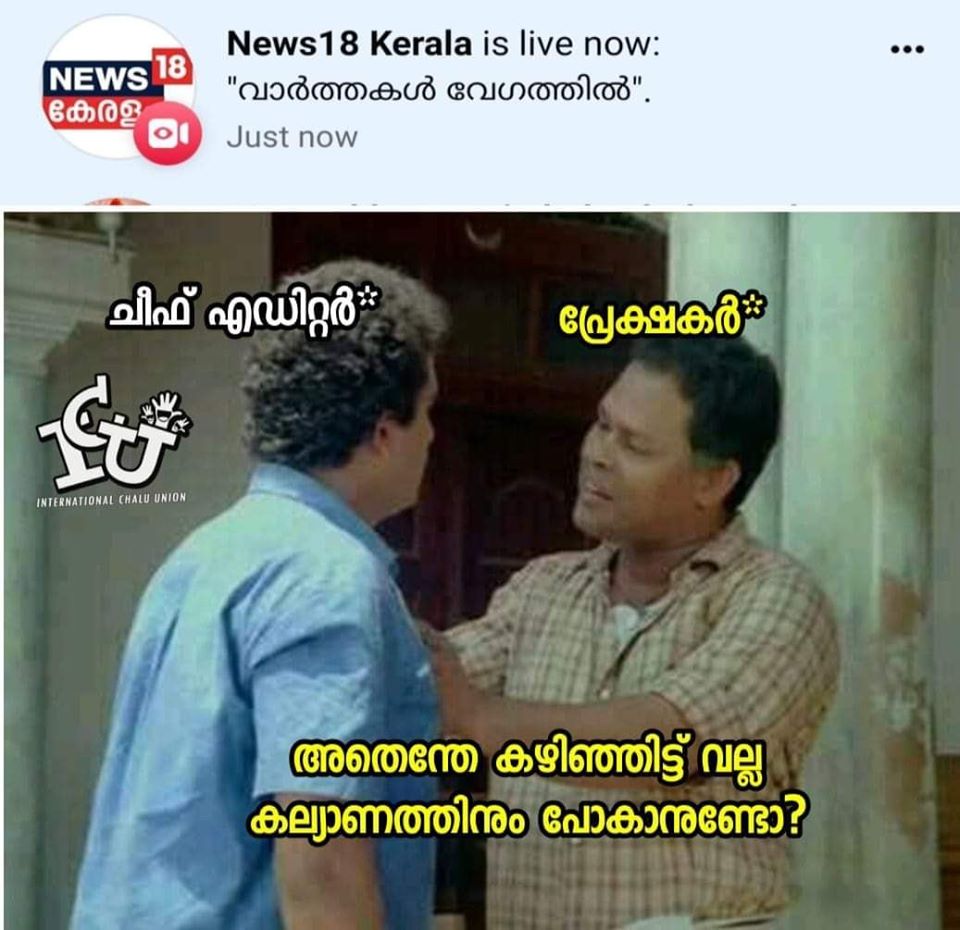 NEWS 18
കേരള
News18 Kerala is live now:
"വാർത്തകൾ വേഗത്തിൽ".
Just now
ചീഫ് എഡിറ്റർ*
പ്രേക്ഷകർ*
ICU
INTERNATIONAL CHALU UNION
അതെന്തേ കഴിഞ്ഞിട്ട് വല്ല
കല്യാണത്തിനും പോകാനുണ്ടോ?